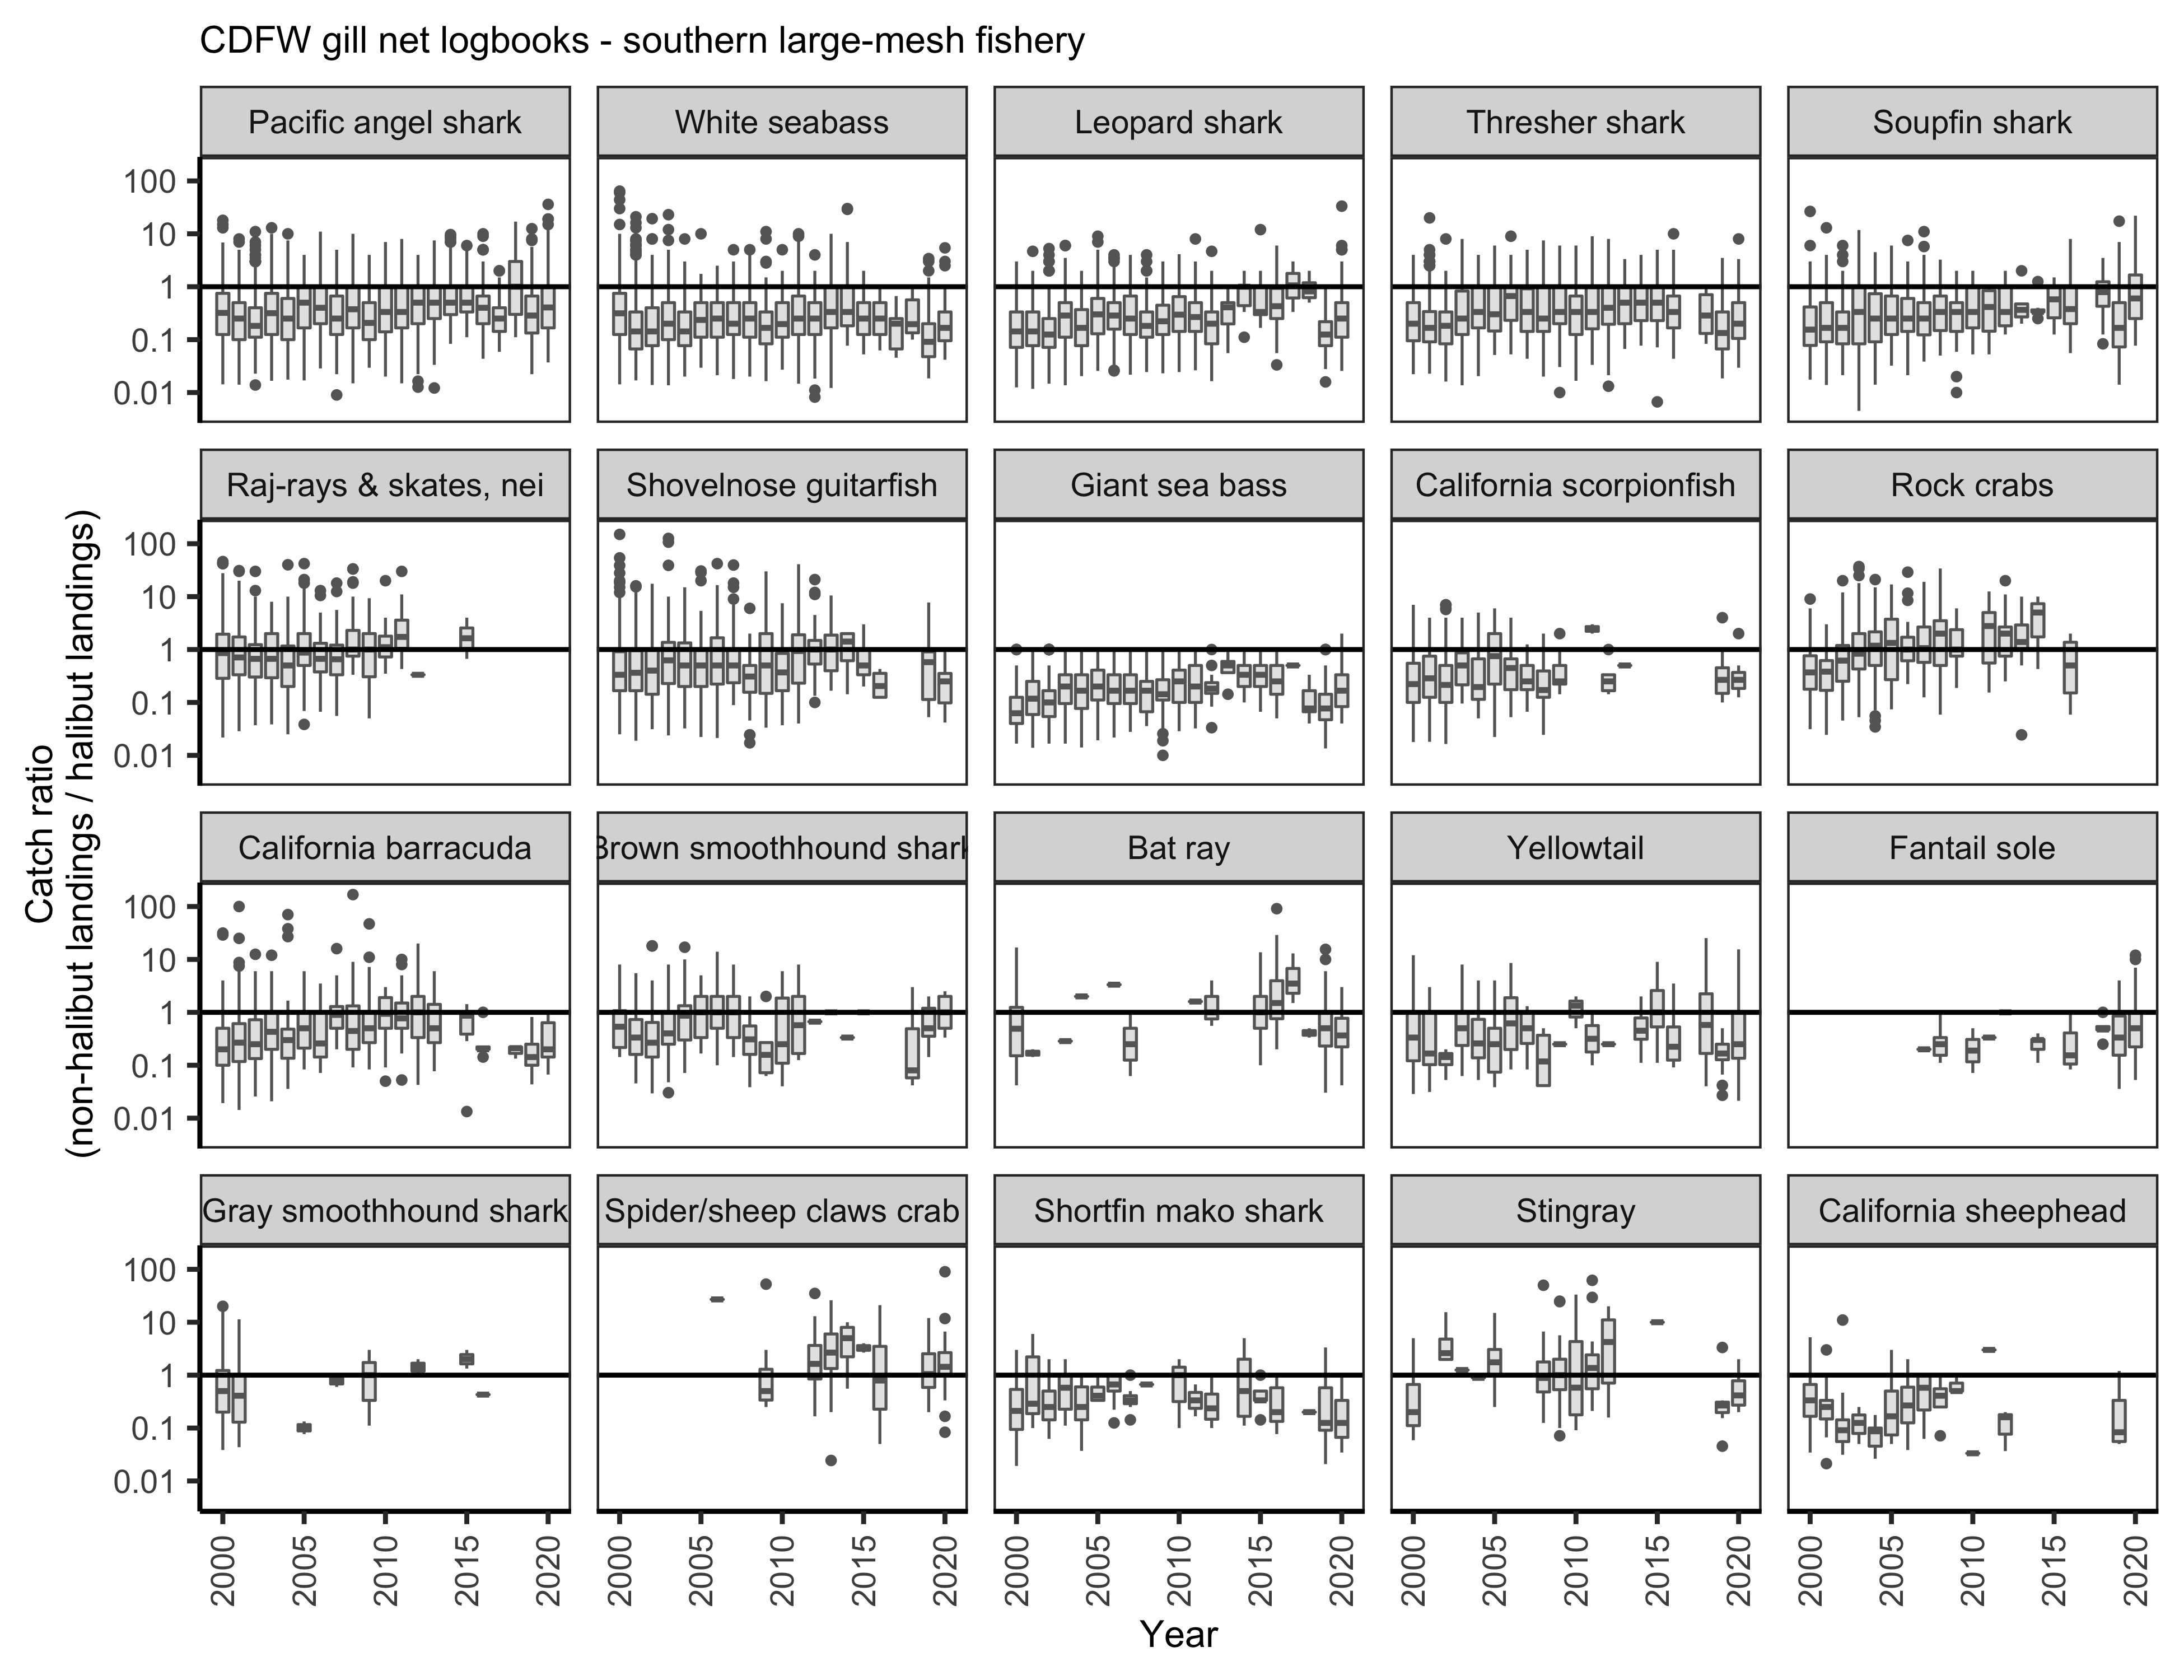 CDFW gill net logbooks - southern large-mesh fishery
Pacific angel shark
White seabass
Leopard shark
Thresher shark
Soupfin shark
100
10
1
0.1
0.01
Raj-rays & skates, nei
Shovelnose guitarfish
Giant sea bass
California scorpionfish
Rock crabs
100
10
1
0.1
0.01
Catch ratio
(non-halibut landings / halibut landings)
California barracuda
Brown smoothhound shark
Bat ray
Yellowtail
Fantail sole
100
10
1
0.1
0.01
Gray smoothhound shark
Spider/sheep claws crab
Shortfin mako shark
Stingray
California sheephead
100
10
1
0.1
0.01
2000 2005 2010 2015 2020
2000 2005 2010 2015 2020
2000 2005 2010 2015 2020
2000 2005 2010 2015 2020
2000 2005 2010 2015 2020
Year